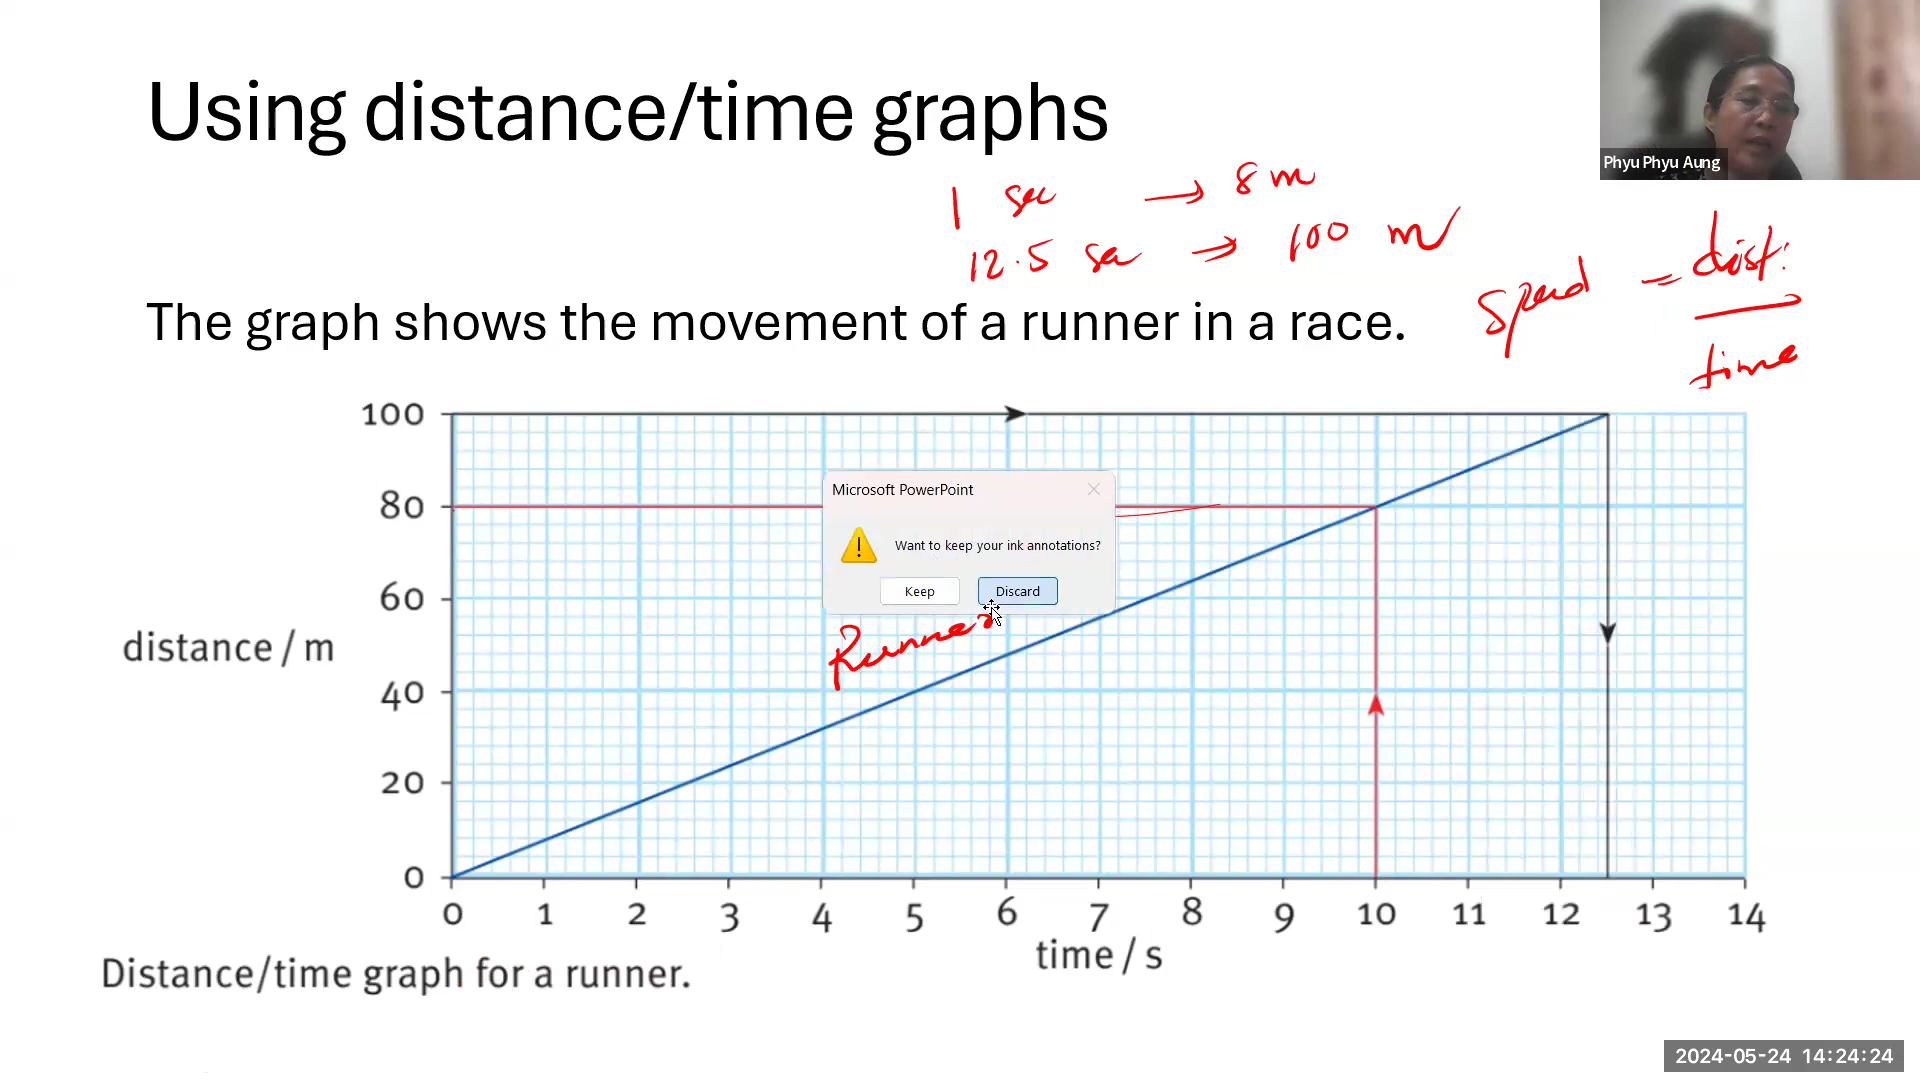 Using distance/time graphs
Phyu Phyu Aung
1 sec → 8 m
12.5 sec → 100 m
speed = dist.
time
The graph shows the movement of a runner in a race.
100
80
60
40
20
0
distance / m
Microsoft PowerPoint
Want to keep your ink annotations?
Keep Discard
Runner
0 1 2 3 4 5 6 7 8 9 10 11 12 13 14
time / s
Distance/time graph for a runner.
2024-05-24 14:24:24